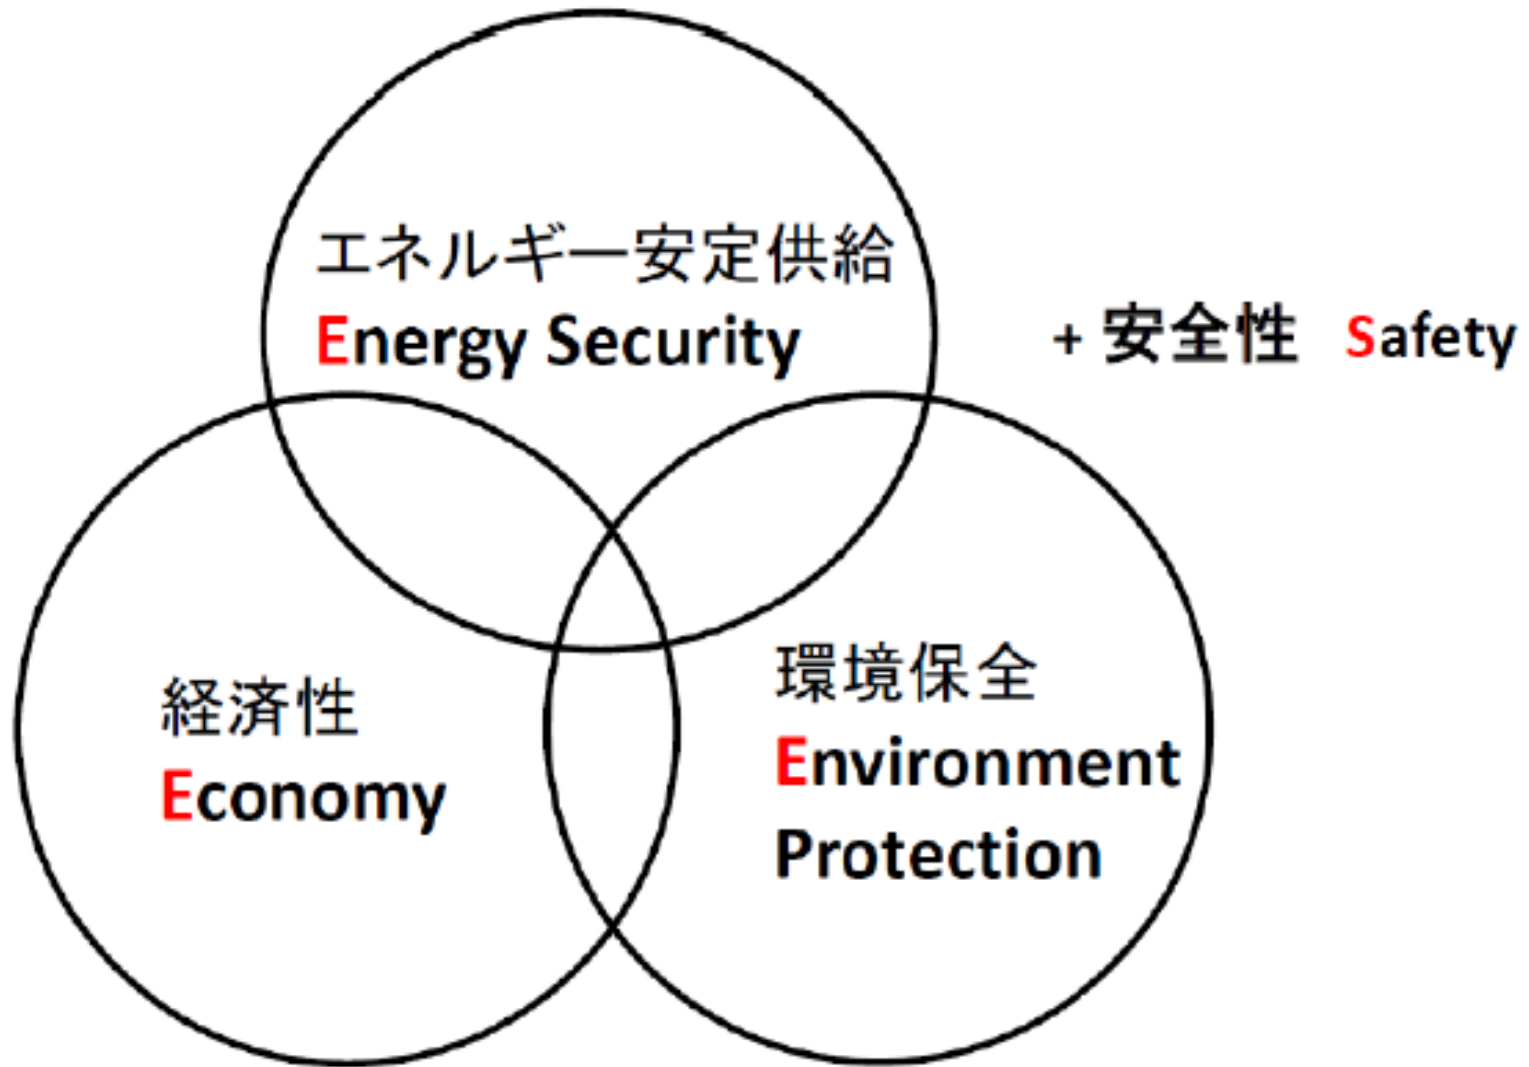 エネルギー安定供給
Energy Security
+ 安全性 Safety
経済性
Economy
環境保全
Environment
Protection